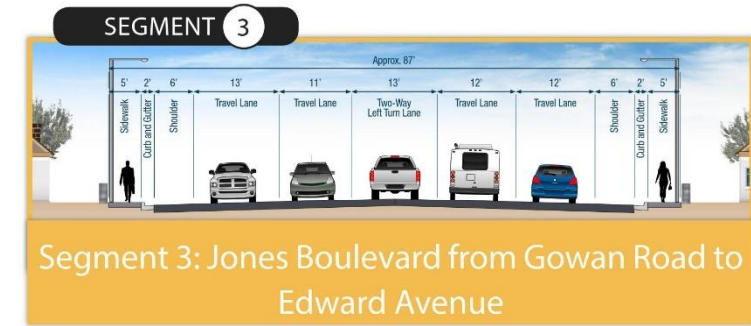 SEGMENT 3
Approx. 87'
5' 2' 6' 13' 11' 13' 12' 12' 6' 2' 5'
Sidewalk
Curb and Gutter
Shoulder
Travel Lane
Travel Lane
Two-Way
Left Turn Lane
Travel Lane
Travel Lane
Shoulder
Curb and Gutter
Sidewalk
Segment 3: Jones Boulevard from Gowan Road to
Edward Avenue